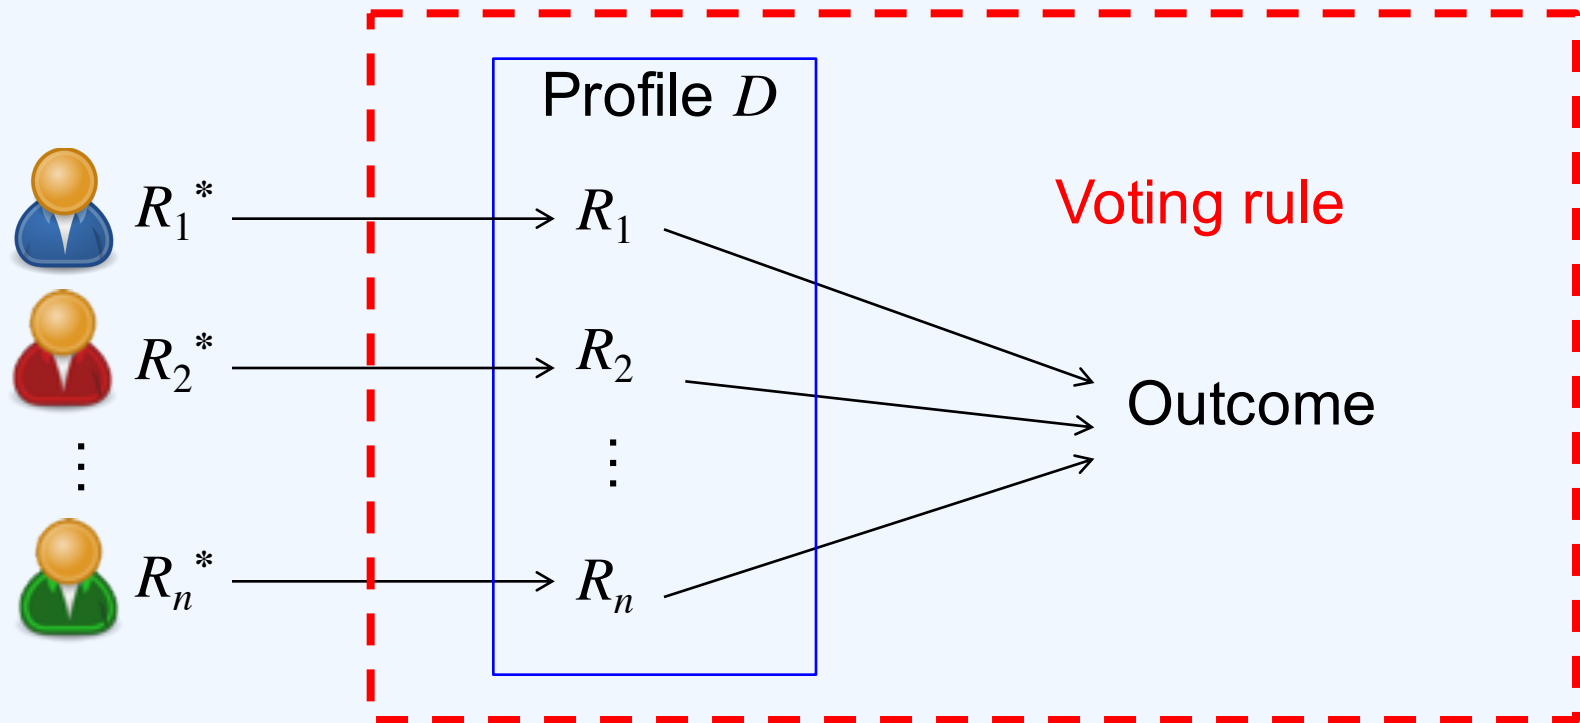 Profile D
R₁* R₁ Voting rule
R₂* R₂
Outcome
⋮ ⋮
Rₙ* Rₙ